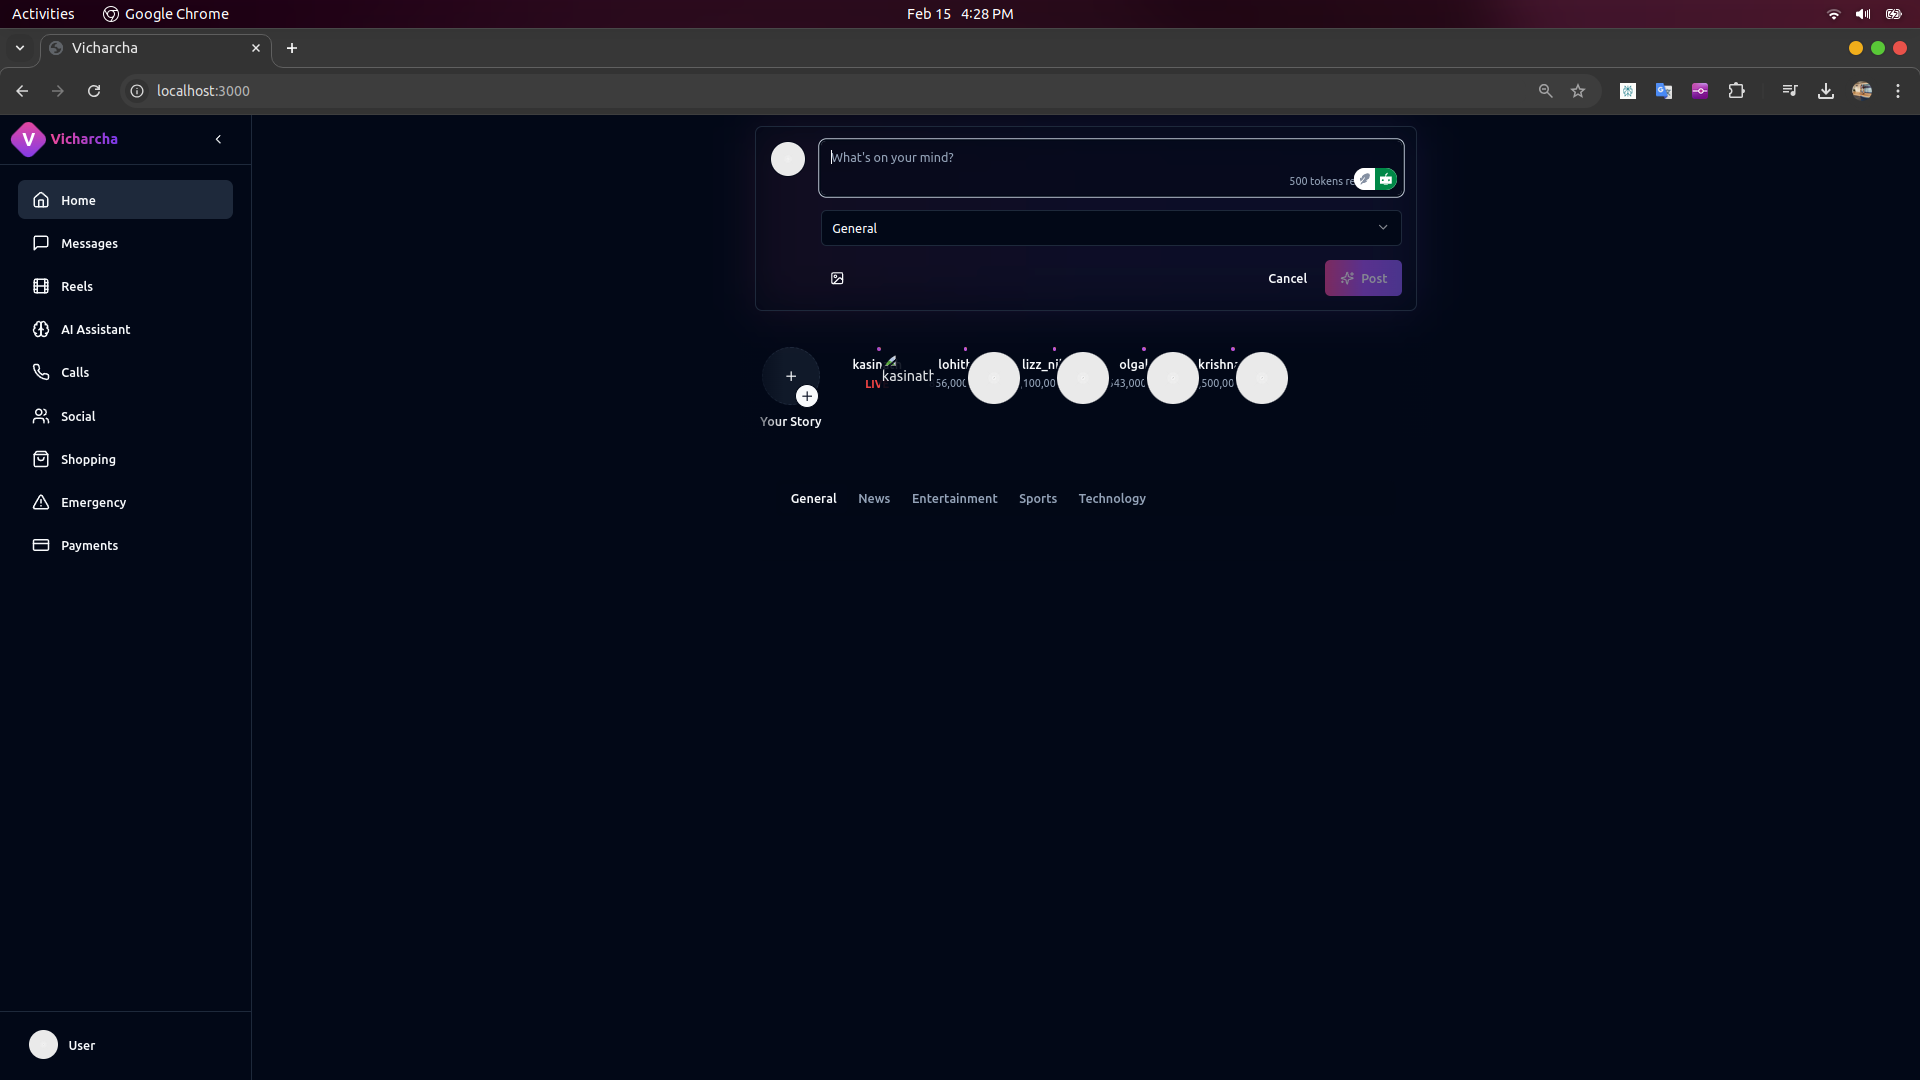 Activities
Google Chrome
Feb 15 4:28 PM
Vicharcha
localhost:3000
V
Vicharcha
Home
Messages
Reels
AI Assistant
Calls
Social
Shopping
Emergency
Payments
User
What's on your mind?
500 tokens re
General
Cancel
Post
Your Story
kasin
LIV
kasinath
lohith
56,000
lizz_ni
100,00
olgal
543,000
krishna
,500,00
General
News
Entertainment
Sports
Technology